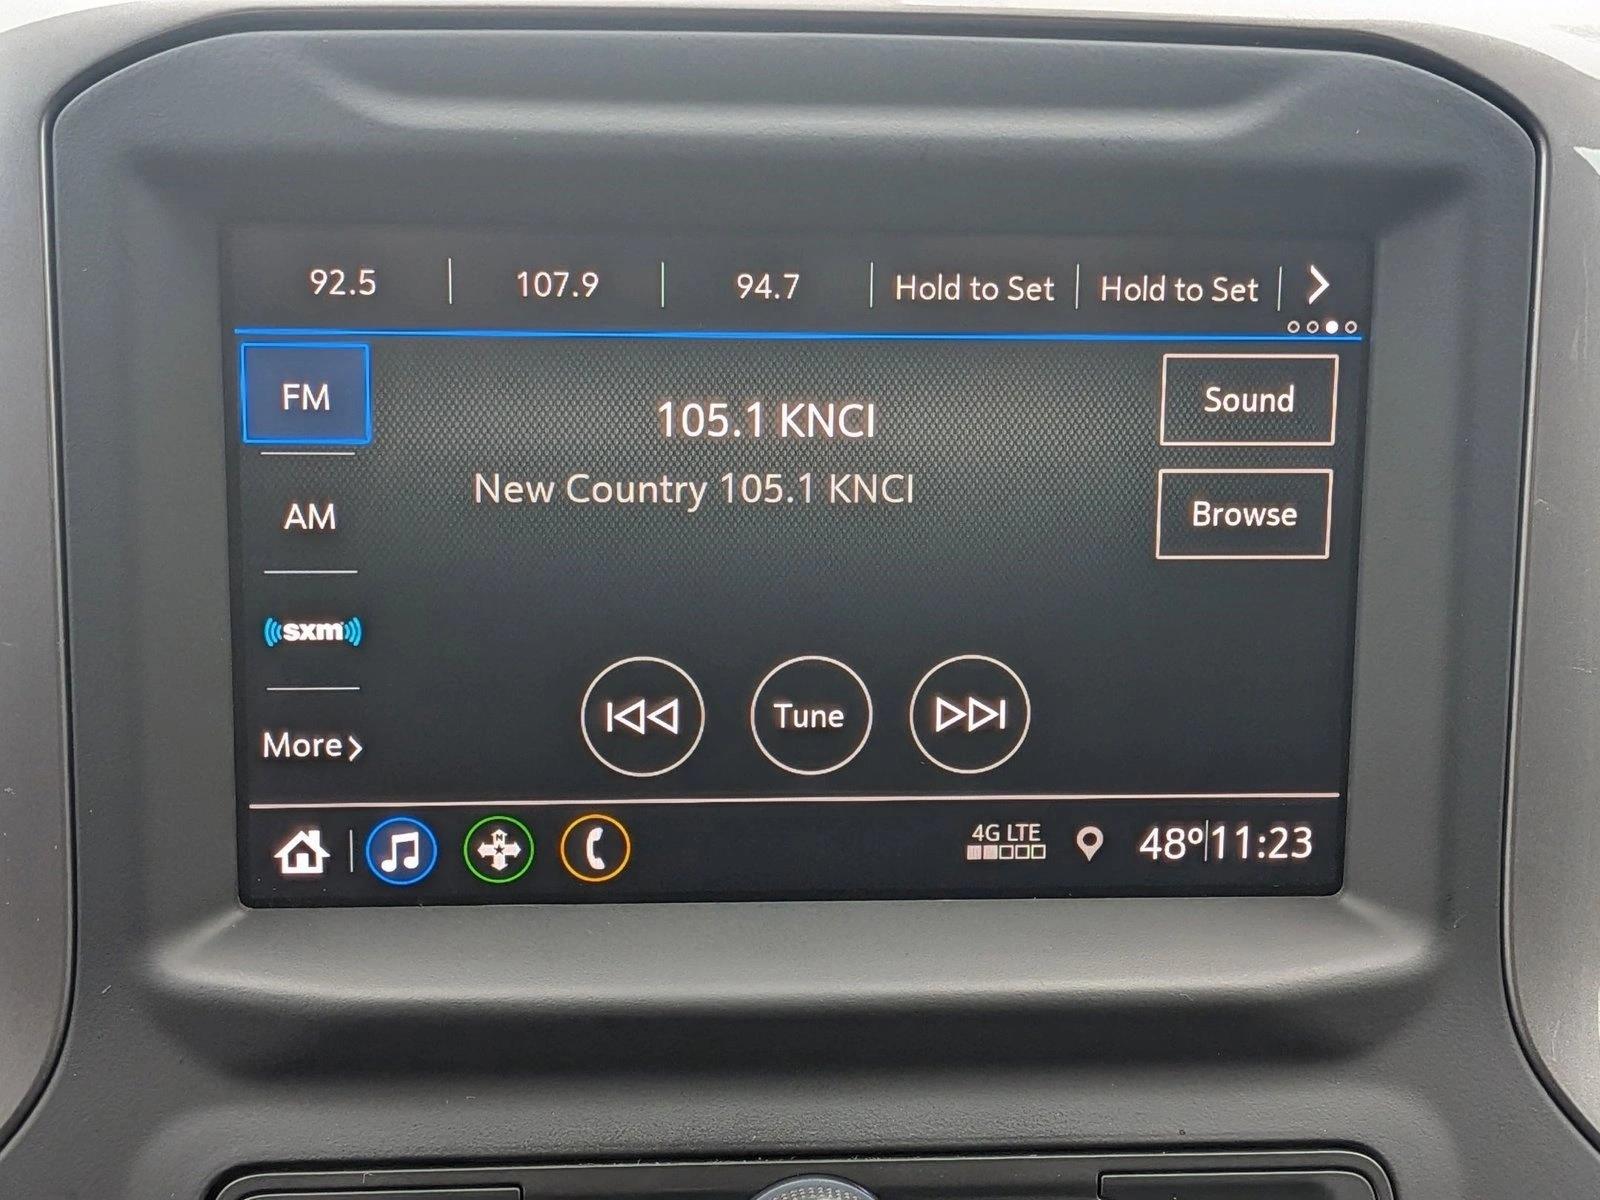 92.5 107.9 94.7 Hold to Set Hold to Set
FM
105.1 KNCI
Sound
New Country 105.1 KNCI
Browse
AM
sxm
Tune
More
N
4G LTE
48° 11:23